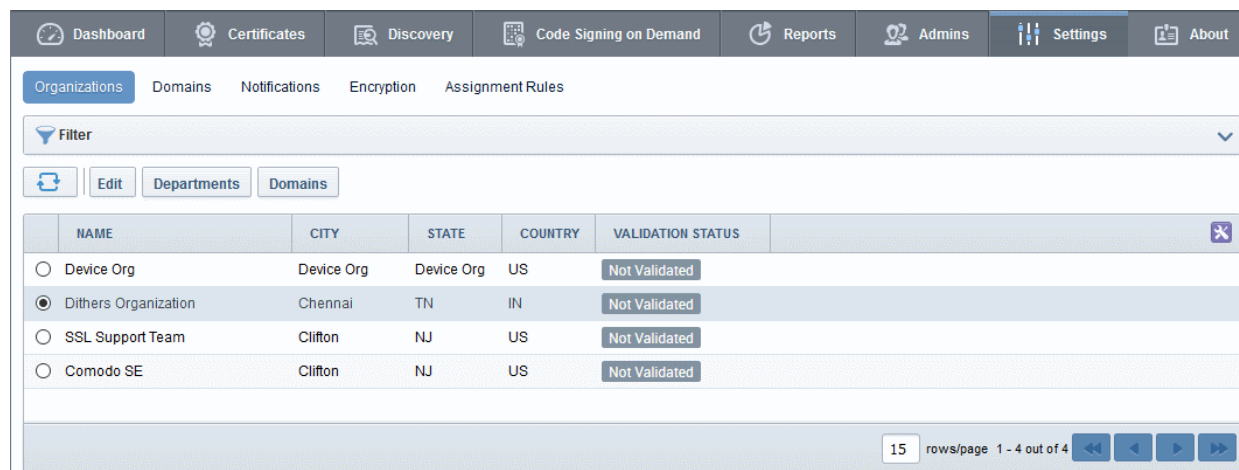 Dashboard Certificates Discovery Code Signing on Demand Reports Admins Settings About
Organizations Domains Notifications Encryption Assignment Rules
Filter
Edit Departments Domains
NAME CITY STATE COUNTRY VALIDATION STATUS
Device Org Device Org Device Org US Not Validated
Dithers Organization Chennai TN IN Not Validated
SSL Support Team Clifton NJ US Not Validated
Comodo SE Clifton NJ US Not Validated
15 rows/page 1 - 4 out of 4